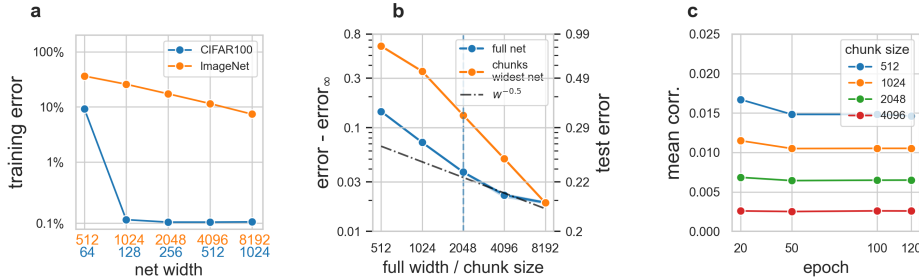 a
training error
100%
10%
1%
0.1%
CIFAR100
ImageNet
512 1024 2048 4096 8192
64 128 256 512 1024
net width
b
error - error∞
0.8
0.3
0.1
0.03
0.01
full net
chunks
widest net
w^−0.5
0.99
0.49
0.29
0.22
0.2
test error
512 1024 2048 4096 8192
full width / chunk size
c
mean corr.
0.025
0.020
0.015
0.010
0.005
0.000
chunk size
512
1024
2048
4096
20 50 100 120
epoch